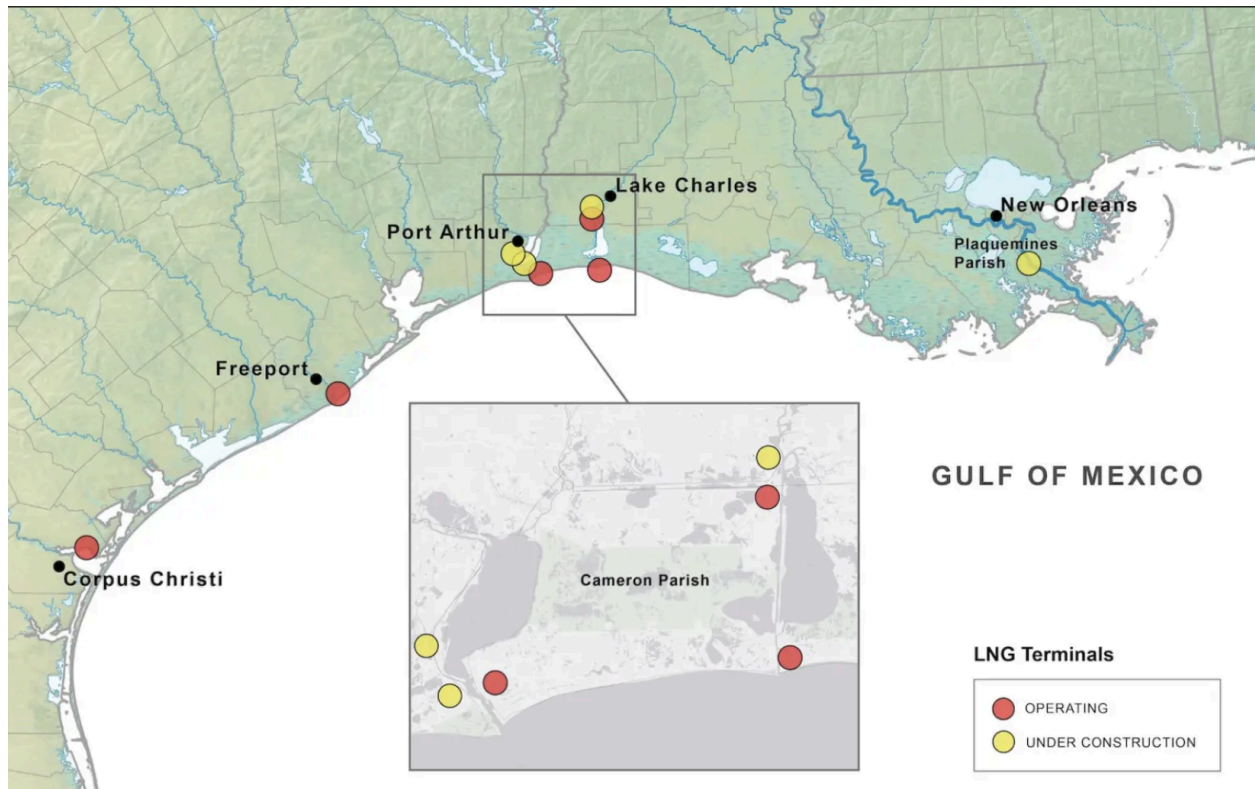 Lake Charles
New Orleans
Port Arthur
Plaquemines
Parish
Freeport
GULF OF MEXICO
Corpus Christi
Cameron Parish
LNG Terminals
OPERATING
UNDER CONSTRUCTION